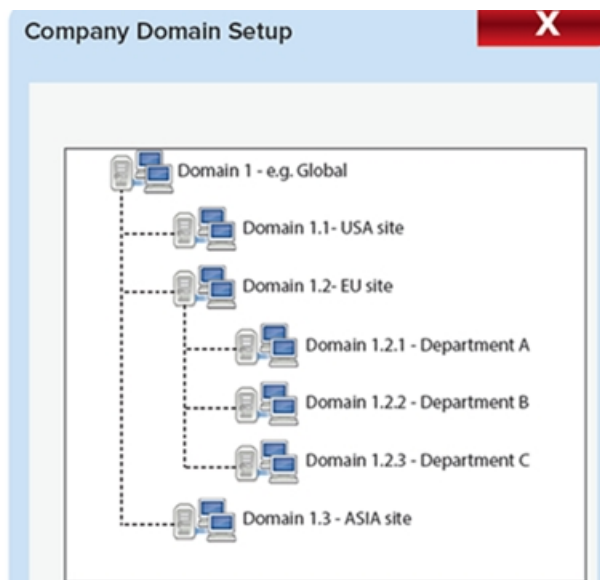 Company Domain Setup
X
Domain 1 - e.g. Global
Domain 1.1- USA site
Domain 1.2- EU site
Domain 1.2.1 - Department A
Domain 1.2.2 - Department B
Domain 1.2.3 - Department C
Domain 1.3 - ASIA site